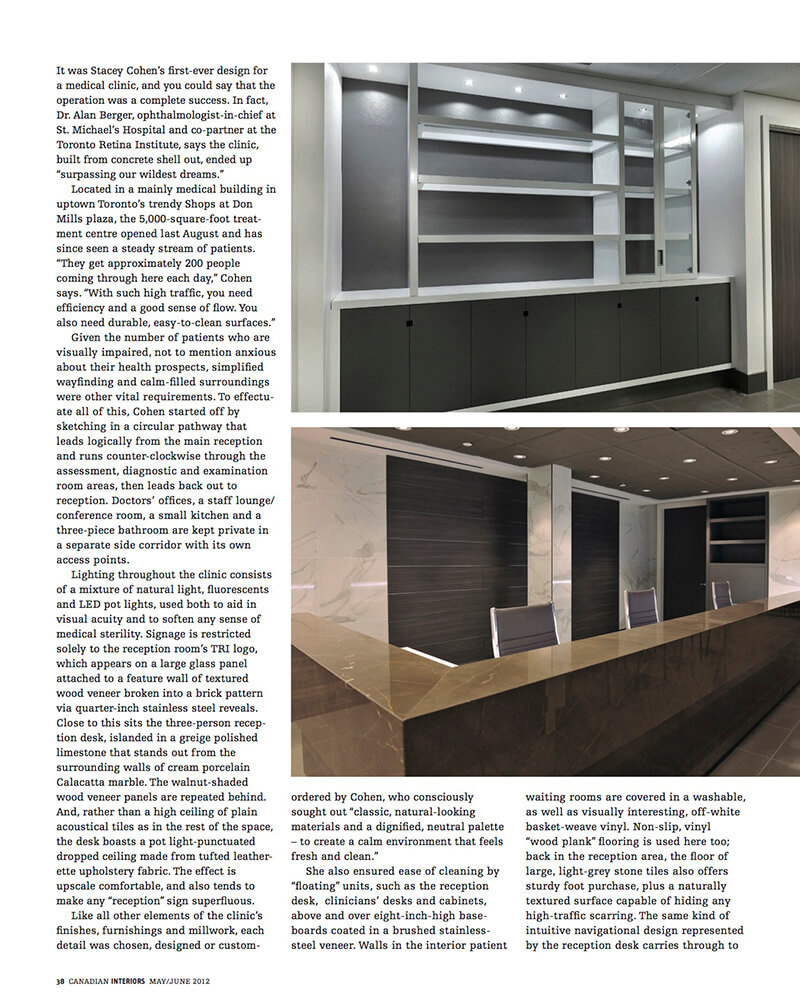 It was Stacey Cohen's first-ever design for
a medical clinic, and you could say that the
operation was a complete success. In fact,
Dr. Alan Berger, ophthalmologist-in-chief at
St. Michael's Hospital and co-partner at the
Toronto Retina Institute, says the clinic,
built from concrete shell out, ended up
“surpassing our wildest dreams.”
Located in a mainly medical building in
uptown Toronto's trendy Shops at Don
Mills plaza, the 5,000-square-foot treat-
ment centre opened last August and has
since seen a steady stream of patients.
“They get approximately 200 people
coming through here each day,” Cohen
says. “With such high traffic, you need
efficiency and a good sense of flow. You
also need durable, easy-to-clean surfaces.”
Given the number of patients who are
visually impaired, not to mention anxious
about their health prospects, simplified
wayfinding and calm-filled surroundings
were other vital requirements. To effectu-
ate all of this, Cohen started off by
sketching in a circular pathway that
leads logically from the main reception
and runs counter-clockwise through the
assessment, diagnostic and examination
room areas, then leads back out to
reception. Doctors' offices, a staff lounge/
conference room, a small kitchen and a
three-piece bathroom are kept private in
a separate side corridor with its own
access points.
Lighting throughout the clinic consists
of a mixture of natural light, fluorescents
and LED pot lights, used both to aid in
visual acuity and to soften any sense of
medical sterility. Signage is restricted
solely to the reception room's TRI logo,
which appears on a large glass panel
attached to a feature wall of textured
wood veneer broken into a brick pattern
via quarter-inch stainless steel reveals.
Close to this sits the three-person recep-
tion desk, islanded in a greige polished
limestone that stands out from the
surrounding walls of cream porcelain
Calacatta marble. The walnut-shaded
wood veneer panels are repeated behind.
And, rather than a high ceiling of plain
acoustical tiles as in the rest of the space,
the desk boasts a pot light-punctuated
dropped ceiling made from tufted leather-
ette upholstery fabric. The effect is
upscale comfortable, and also tends to
make any “reception” sign superfluous.
Like all other elements of the clinic's
finishes, furnishings and millwork, each
detail was chosen, designed or custom-
ordered by Cohen, who consciously
sought out “classic, natural-looking
materials and a dignified, neutral palette
– to create a calm environment that feels
fresh and clean.”
She also ensured ease of cleaning by
“floating” units, such as the reception
desk, clinicians' desks and cabinets,
above and over eight-inch-high base-
boards coated in a brushed stainless-
steel veneer. Walls in the interior patient
waiting rooms are covered in a washable,
as well as visually interesting, off-white
basket-weave vinyl. Non-slip, vinyl
“wood plank” flooring is used here too;
back in the reception area, the floor of
large, light-grey stone tiles also offers
sturdy foot purchase, plus a naturally
textured surface capable of hiding any
high-traffic scarring. The same kind of
intuitive navigational design represented
by the reception desk carries through to
38 CANADIAN INTERIORS MAY/JUNE 2012